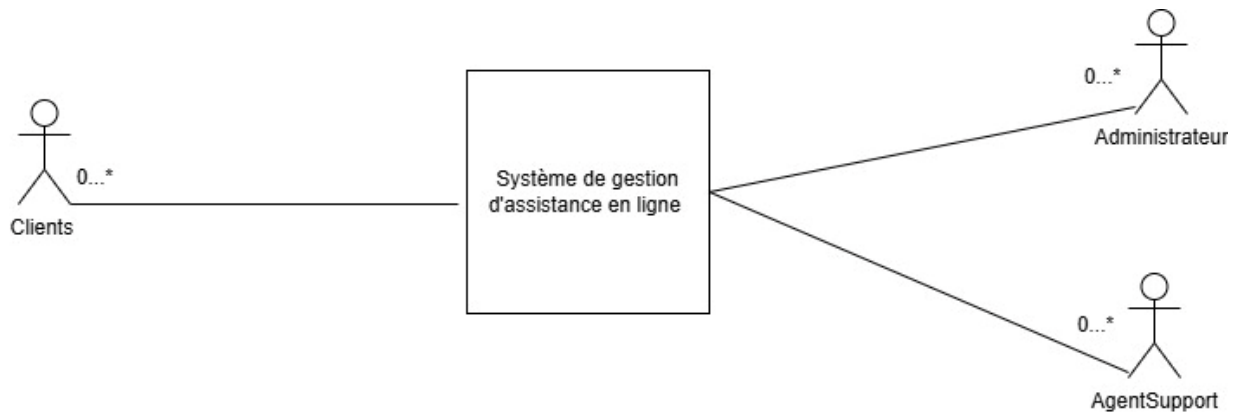 0...*
Administrateur
0...*
Clients
Système de gestion
d'assistance en ligne
0...*
AgentSupport